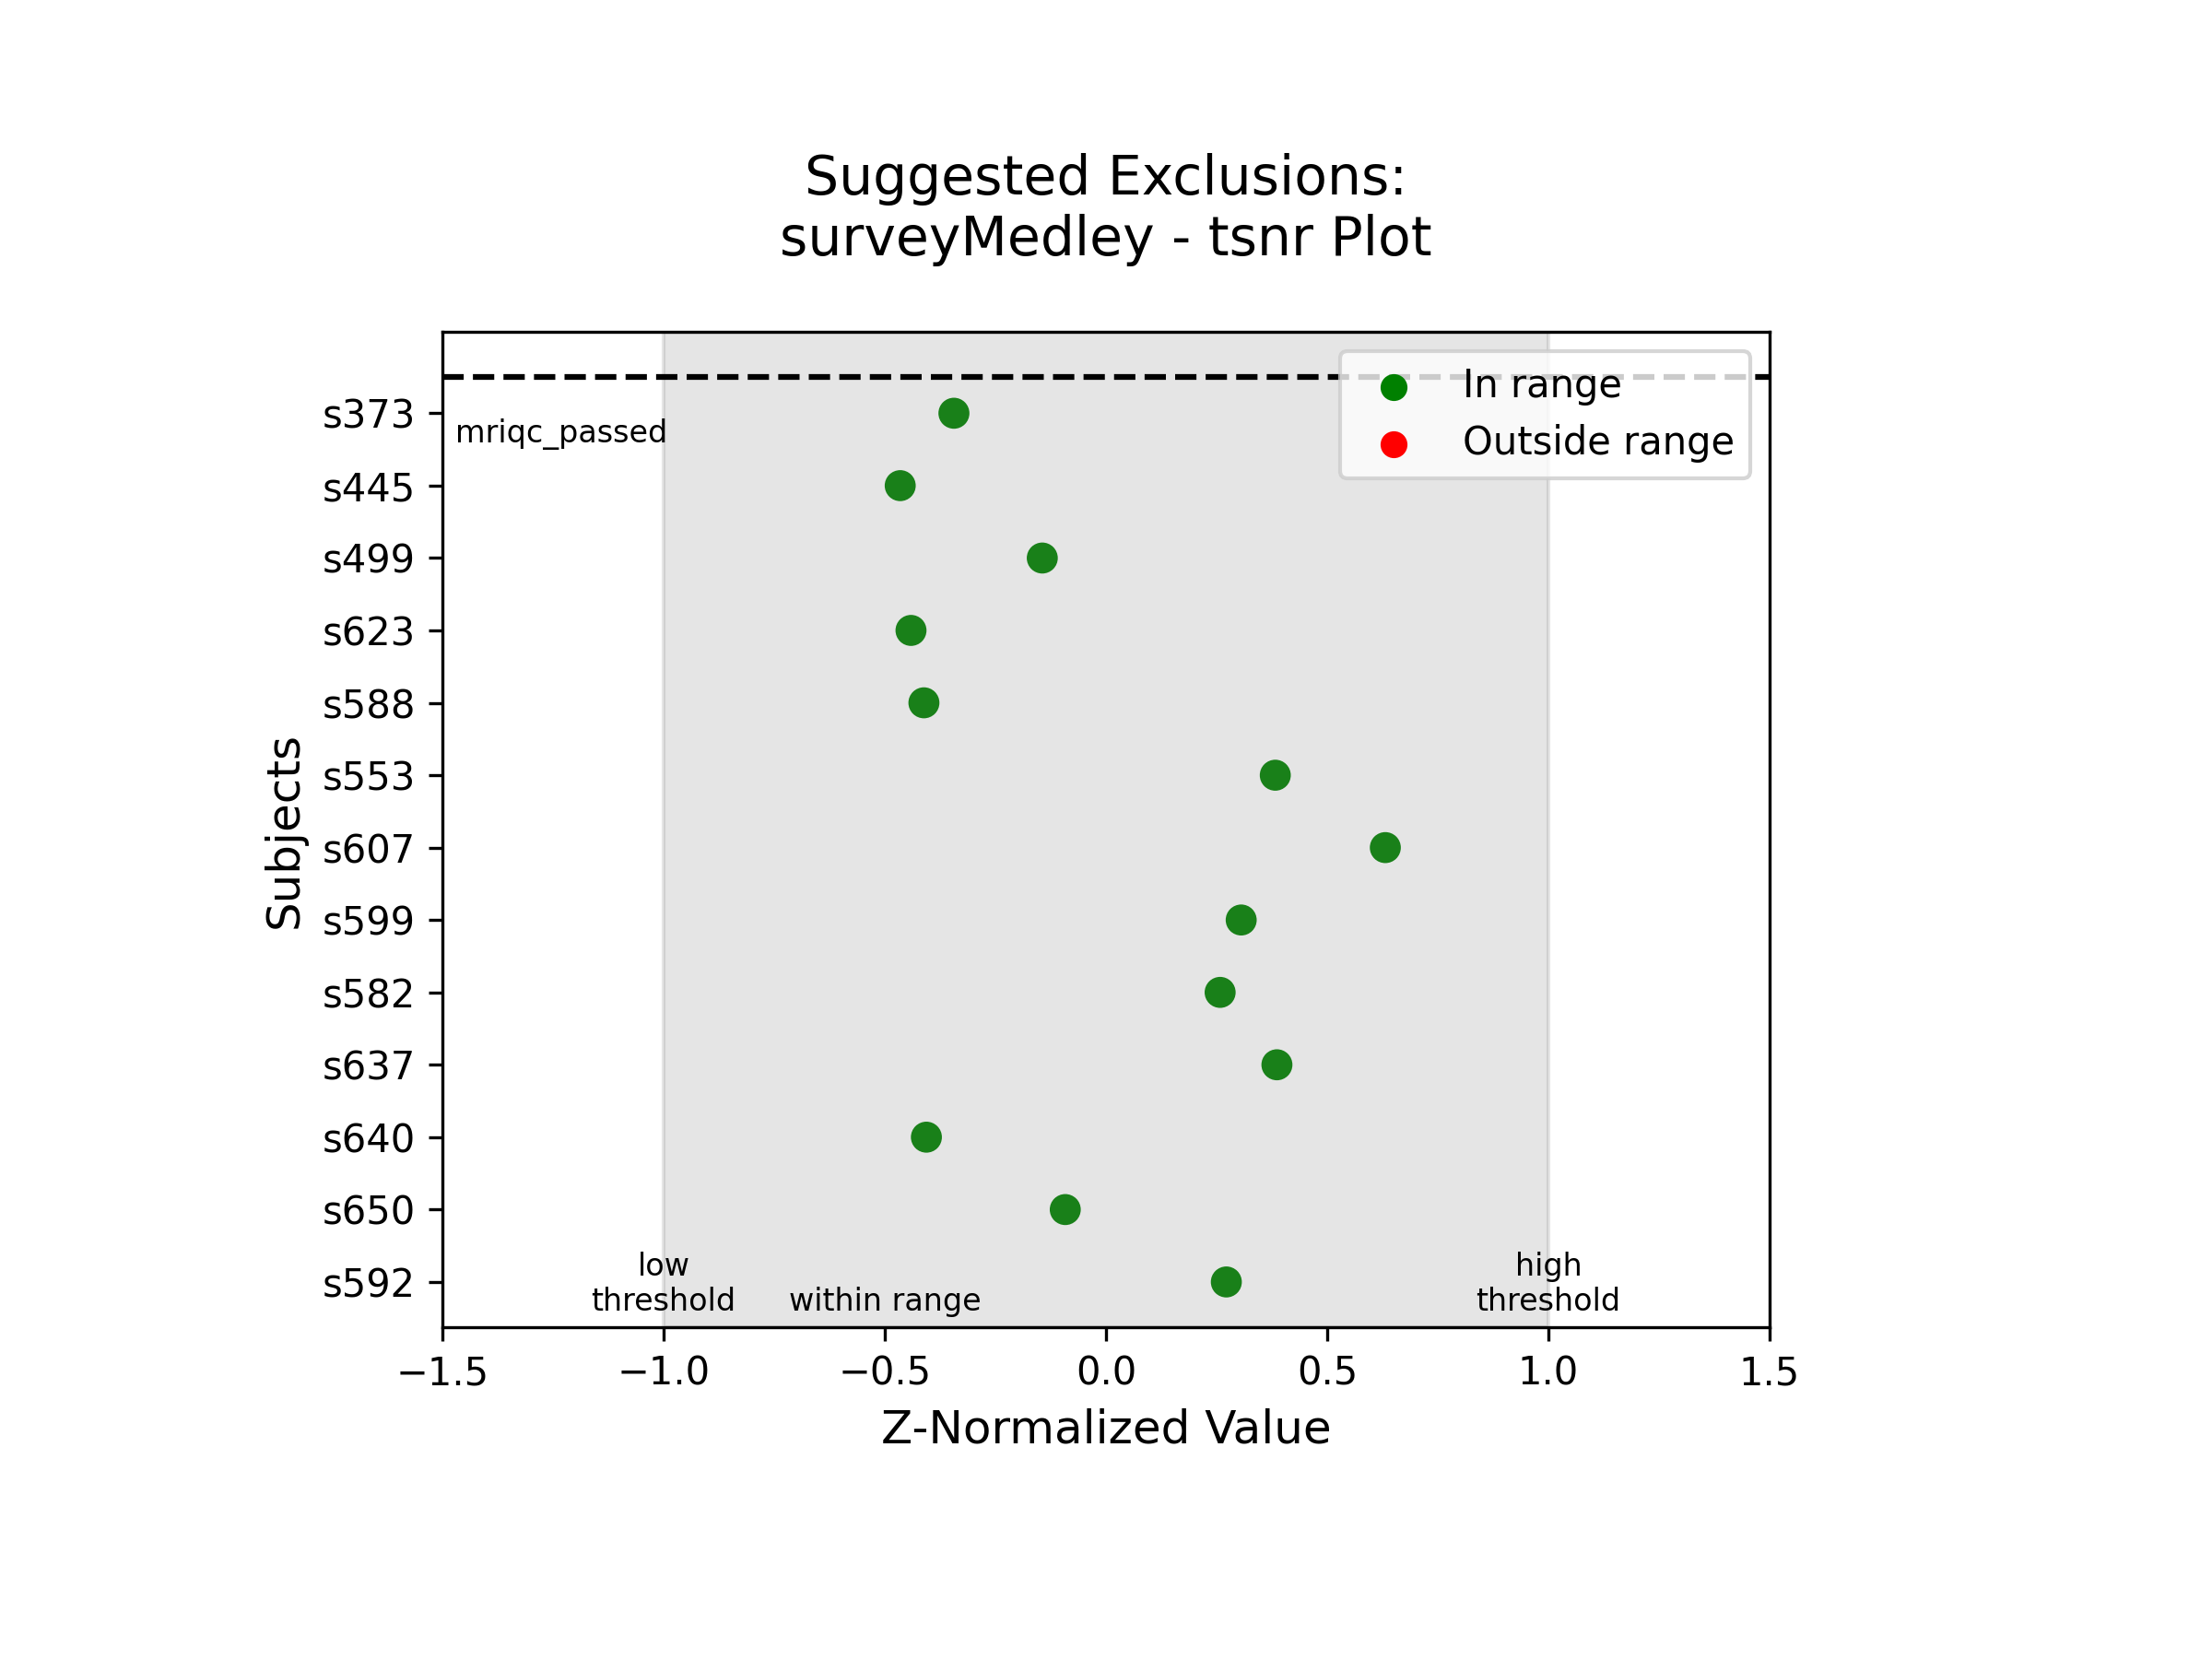 Suggested Exclusions:
surveyMedley - tsnr Plot
In range
Outside range
mriqc_passed
s373
s445
s499
s623
s588
s553
s607
s599
s582
s637
s640
s650
s592
Subjects
low
threshold
within range
high
threshold
−1.5 −1.0 −0.5 0.0 0.5 1.0 1.5
Z-Normalized Value